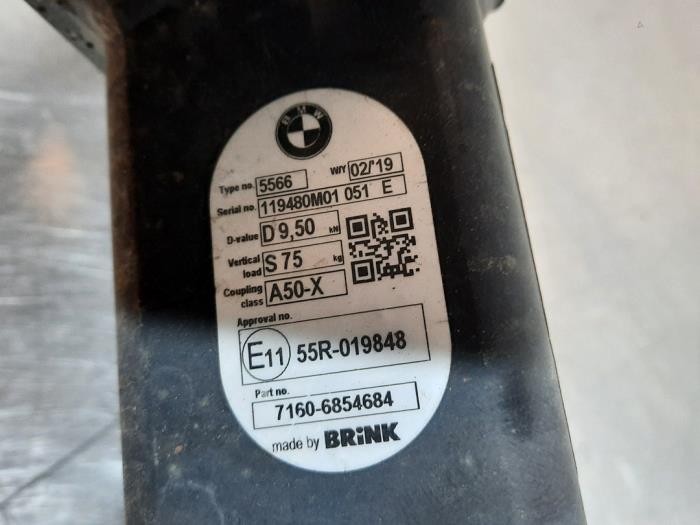 BMW
Type no. 5566 W/Y 02/'19
Serial no. 119480M01 051 E
D-value D 9,50 kN
Vertical load S 75 kg
Coupling class A50-X
Approval no.
E11 55R-019848
Part no.
7160-6854684
made by BRiNK